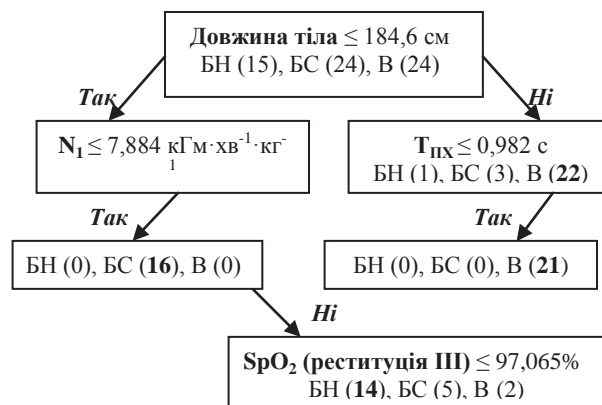 Довжина тіла ≤ 184,6 см
БН (15), БС (24), В (24)
Так
Ні
N₁ ≤ 7,884 кГм·хв⁻¹·кг⁻
¹
T_ПХ ≤ 0,982 с
БН (1), БС (3), В (22)
Так
Так
БН (0), БС (16), В (0)
БН (0), БС (0), В (21)
Ні
SpO₂ (реституція III) ≤ 97,065%
БН (14), БС (5), В (2)